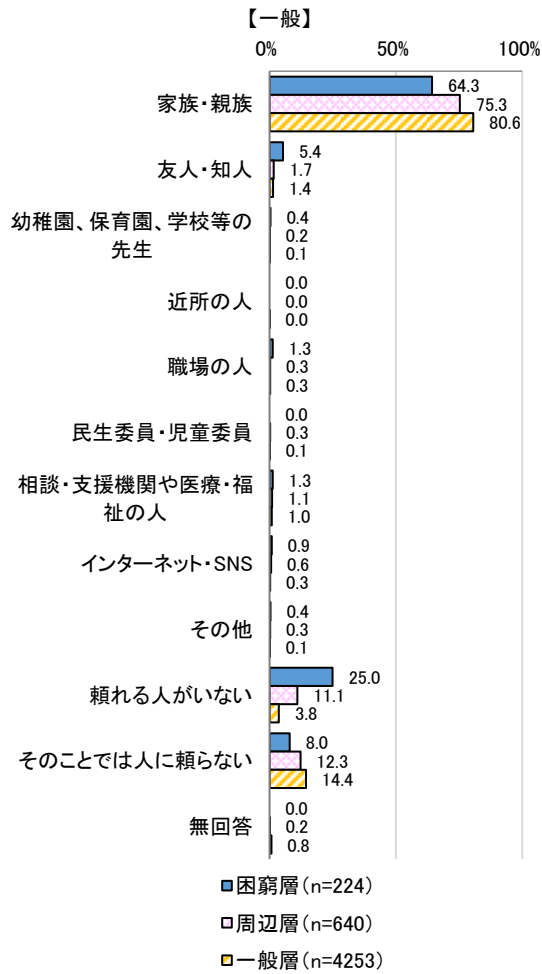 【一般】
0% 50% 100%
家族・親族
64.3
75.3
80.6
友人・知人
5.4
1.7
1.4
幼稚園、保育園、学校等の
先生
0.4
0.2
0.1
近所の人
0.0
0.0
0.0
職場の人
1.3
0.3
0.3
民生委員・児童委員
0.0
0.3
0.1
相談・支援機関や医療・福
祉の人
1.3
1.1
1.0
インターネット・SNS
0.9
0.6
0.3
その他
0.4
0.3
0.1
頼れる人がいない
25.0
11.1
3.8
そのことでは人に頼らない
8.0
12.3
14.4
無回答
0.0
0.2
0.8
困窮層(n=224)
周辺層(n=640)
一般層(n=4253)